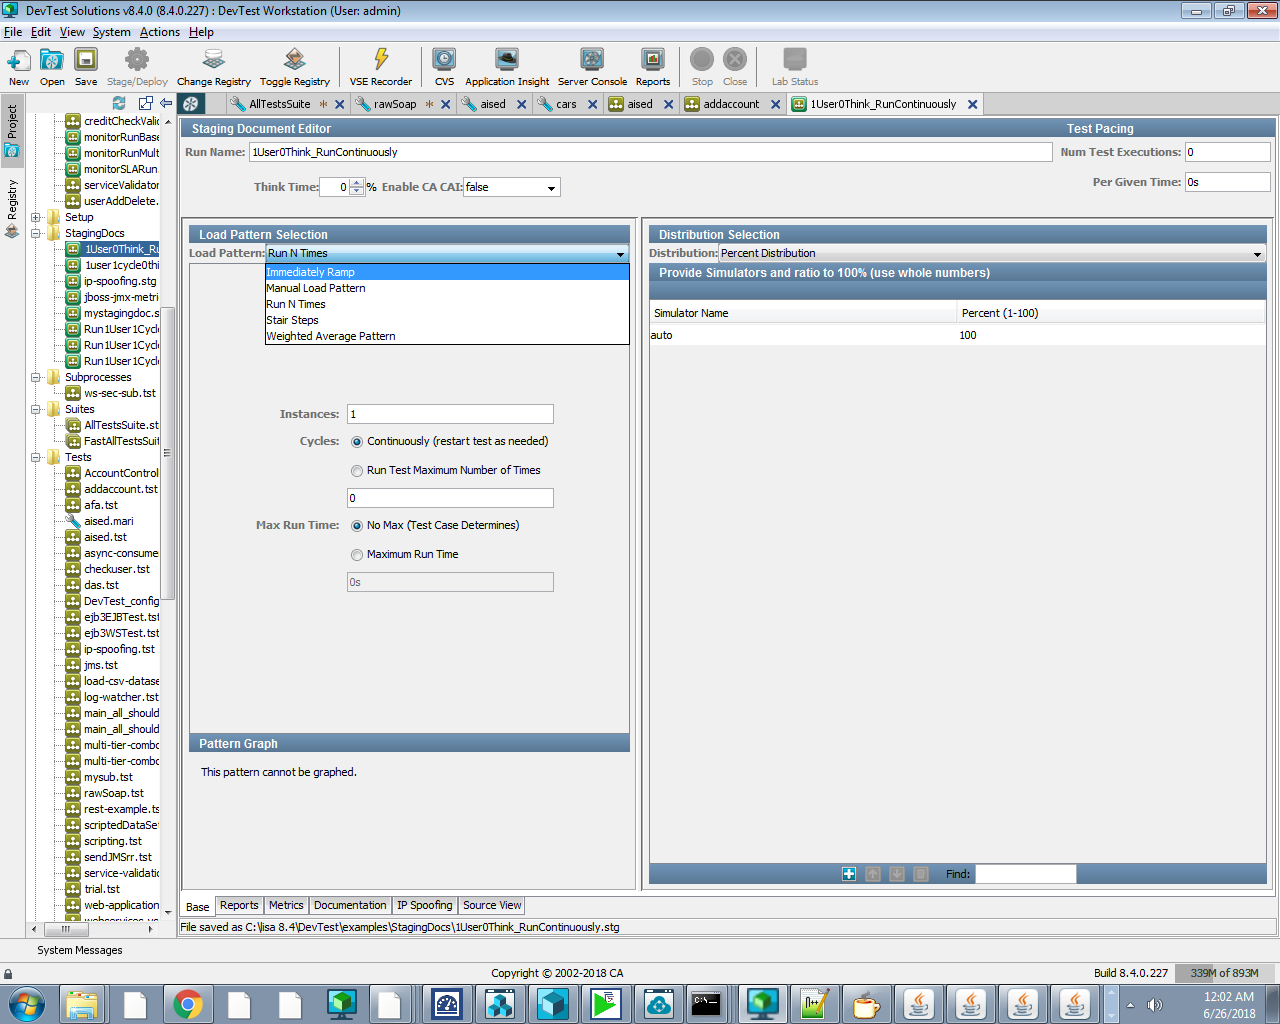 DevTest Solutions v8.4.0 (8.4.0.227) : DevTest Workstation (User: admin)
File Edit View System Actions Help
New Open Save Stage/Deploy Change Registry Toggle Registry VSE Recorder CVS Application Insight Server Console Reports Stop Close Lab Status
Project
Registry
AllTestsSuite * rawSoap * aised cars aised addaccount 1User0Think_RunContinuously
creditCheckValid
monitorRunBase
monitorRunMult
monitorSLARun.
serviceValidator
userAddDelete.
Setup
StagingDocs
1User0Think_Ru
1user1cycle0thi
ip-spoofing.stg
jboss-jmx-metri
mystagingdoc.s
Run1User1Cycl
Run1User1Cycl
Run1User1Cycl
Subprocesses
ws-sec-sub.tst
Suites
AllTestsSuite.st
FastAllTestsSuit
Tests
AccountControl
addaccount.tst
afa.tst
aised.mari
aised.tst
async-consume
checkuser.tst
das.tst
DevTest_config
ejb3EJBTest.tst
ejb3WSTest.tst
ip-spoofing.tst
jms.tst
load-csv-datase
log-watcher.tst
main_all_should
main_all_should
multi-tier-combo
multi-tier-combo
mysub.tst
rawSoap.tst
rest-example.ts
scriptedDataSe
scripting.tst
sendJMSrr.tst
service-validatio
trial.tst
web-application
Staging Document Editor
Run Name: 1User0Think_RunContinuously
Think Time: 0 % Enable CA CAI: false
Test Pacing
Num Test Executions: 0
Per Given Time: 0s
Load Pattern Selection
Load Pattern: Run N Times
Immediately Ramp
Manual Load Pattern
Run N Times
Stair Steps
Weighted Average Pattern
Instances: 1
Cycles: Continuously (restart test as needed)
Run Test Maximum Number of Times
0
Max Run Time: No Max (Test Case Determines)
Maximum Run Time
0s
Pattern Graph
This pattern cannot be graphed.
Distribution Selection
Distribution: Percent Distribution
Provide Simulators and ratio to 100% (use whole numbers)
Simulator Name Percent (1-100)
auto 100
Find:
Base Reports Metrics Documentation IP Spoofing Source View
File saved as C:\lisa 8.4\DevTest\examples\StagingDocs\1User0Think_RunContinuously.stg
System Messages
Copyright © 2002-2018 CA
Build 8.4.0.227 339M of 893M
12:02 AM
6/26/2018